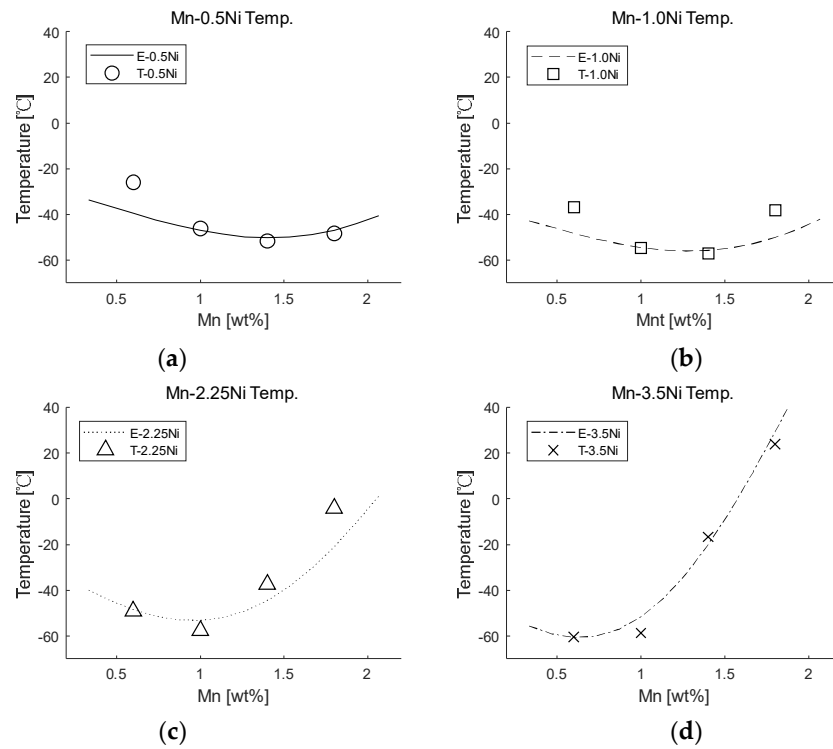 Mn-0.5Ni Temp.
40
20
0
-20
-40
-60
Temperature [℃]
E-0.5Ni
T-0.5Ni
0.5
1
1.5
2
Mn [wt%]
(a)
Mn-1.0Ni Temp.
40
20
0
-20
-40
-60
Temperature [℃]
E-1.0Ni
T-1.0Ni
0.5
1
1.5
2
Mnt [wt%]
(b)
Mn-2.25Ni Temp.
40
20
0
-20
-40
-60
Temperature [℃]
E-2.25Ni
T-2.25Ni
0.5
1
1.5
2
Mn [wt%]
(c)
Mn-3.5Ni Temp.
40
20
0
-20
-40
-60
Temperature [℃]
E-3.5Ni
T-3.5Ni
0.5
1
1.5
2
Mn [wt%]
(d)